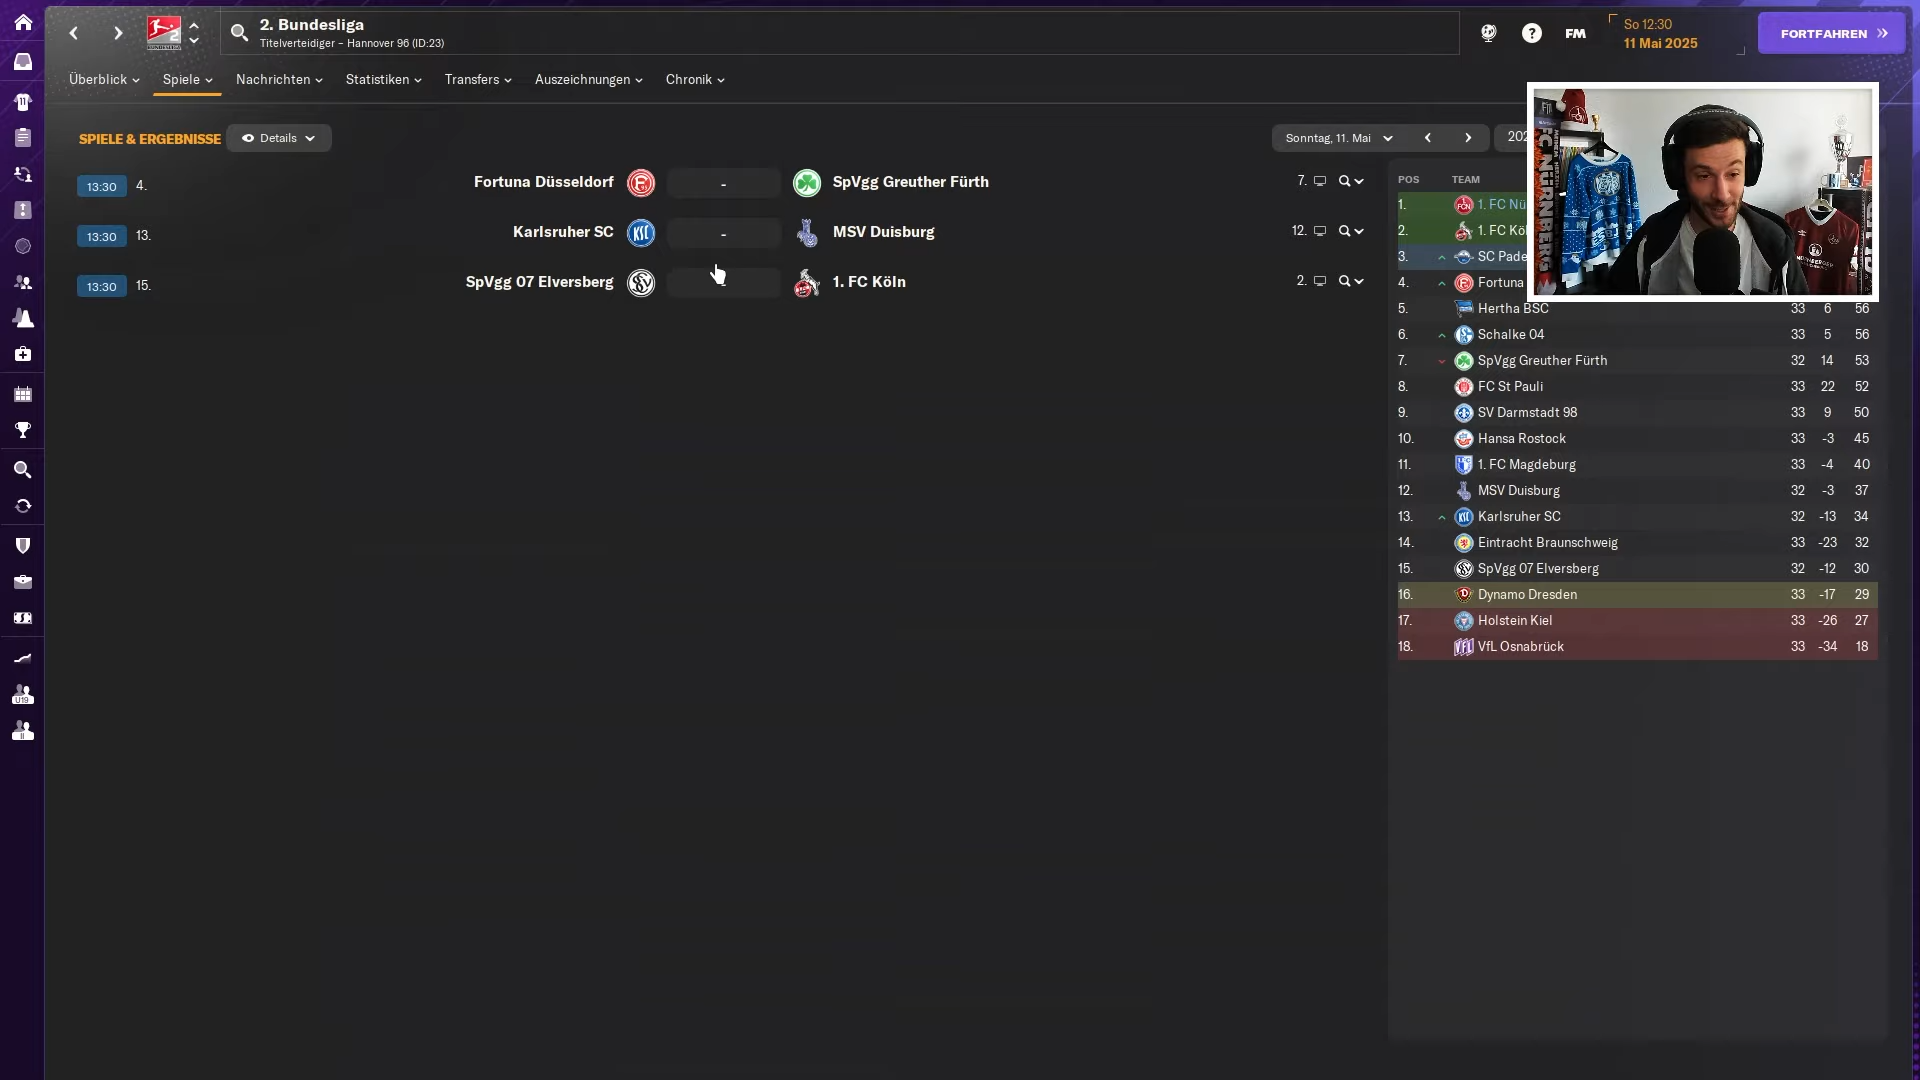 2. Bundesliga
Titelverteidiger – Hannover 96 (ID:23)
FM
So 12:30
11 Mai 2025
FORTFAHREN
Überblick
Spiele
Nachrichten
Statistiken
Transfers
Auszeichnungen
Chronik
SPIELE & ERGEBNISSE
Details
Sonntag, 11. Mai
13:30 4. Fortuna Düsseldorf - SpVgg Greuther Fürth 7.
13:30 13. Karlsruher SC - MSV Duisburg 12.
13:30 15. SpVgg 07 Elversberg 1. FC Köln 2.
POS TEAM
1. 1. FC Nü
2. 1. FC Köl
3. SC Pade
4. Fortuna
5. Hertha BSC 33 6 56
6. Schalke 04 33 5 56
7. SpVgg Greuther Fürth 32 14 53
8. FC St Pauli 33 22 52
9. SV Darmstadt 98 33 9 50
10. Hansa Rostock 33 -3 45
11. 1. FC Magdeburg 33 -4 40
12. MSV Duisburg 32 -3 37
13. Karlsruher SC 32 -13 34
14. Eintracht Braunschweig 33 -23 32
15. SpVgg 07 Elversberg 32 -12 30
16. Dynamo Dresden 33 -17 29
17. Holstein Kiel 33 -26 27
18. VfL Osnabrück 33 -34 18
FC NÜRNBERG
U19